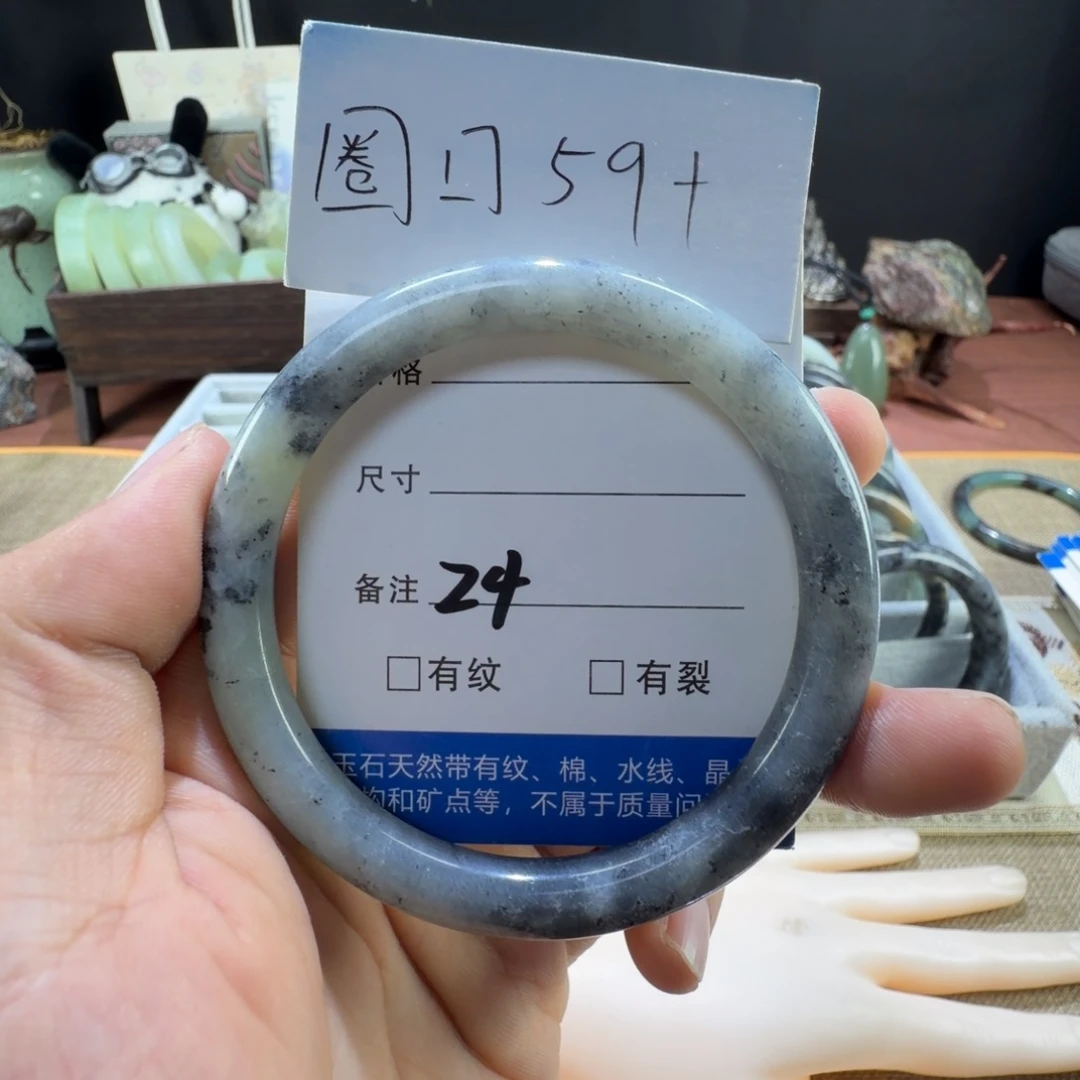 圈口59+
格
尺寸
备注 24
□有纹 □有裂
玉石天然带有纹、棉、水线、晶
构和矿点等，不属于质量问